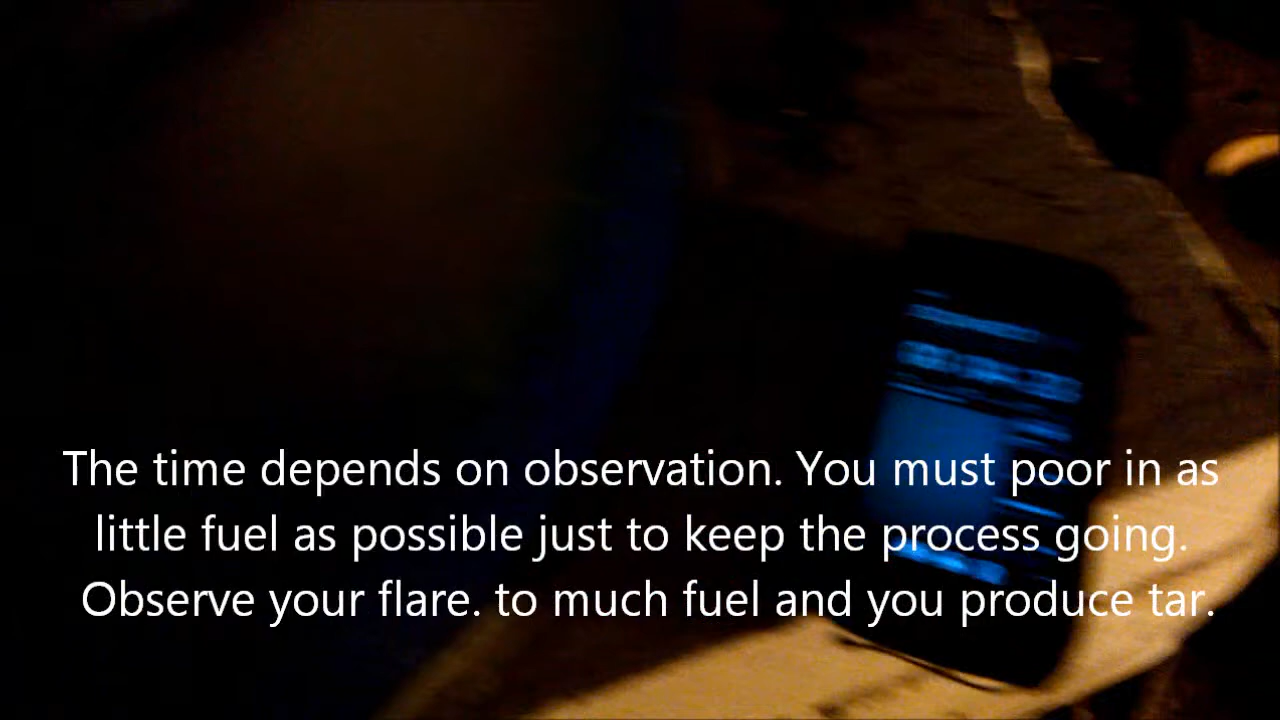 The time depends on observation. You must poor in as
little fuel as possible just to keep the process going.
Observe your flare. to much fuel and you produce tar.